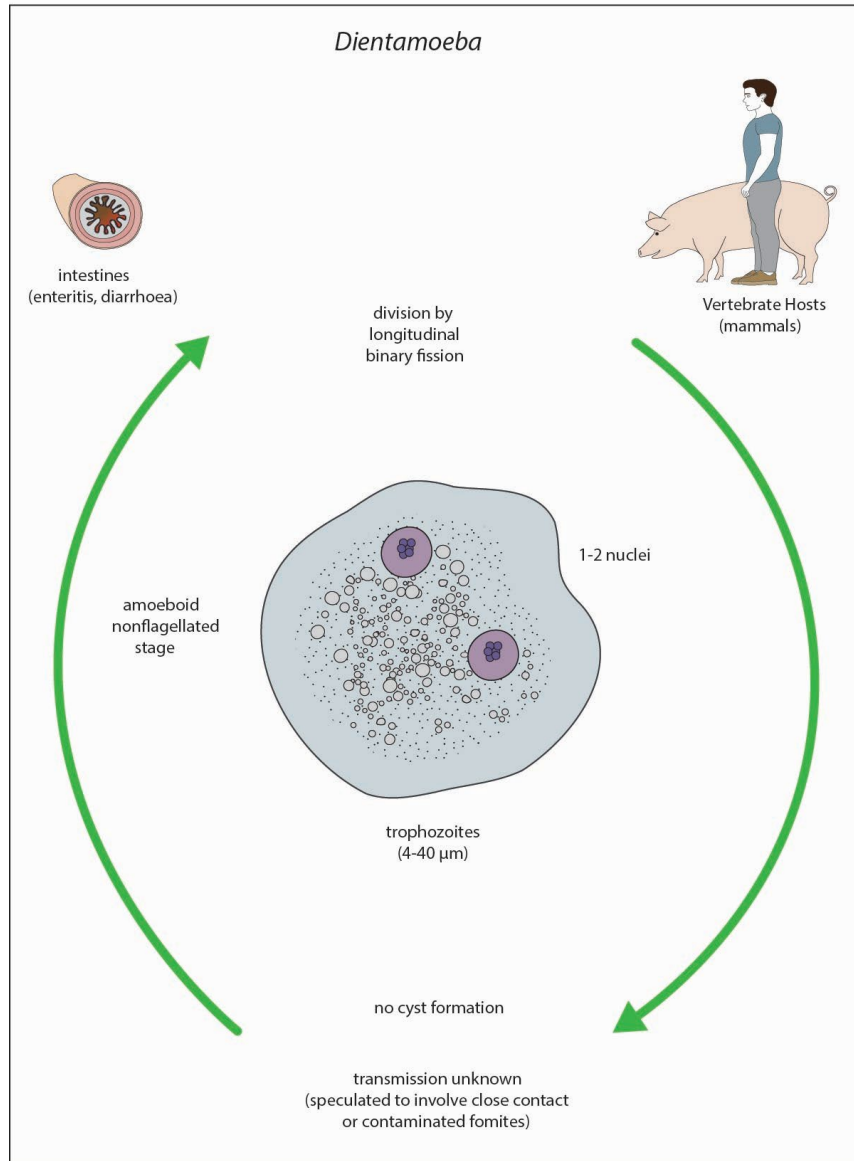 Dientamoeba
intestines
(enteritis, diarrhoea)
Vertebrate Hosts
(mammals)
division by
longitudinal
binary fission
1-2 nuclei
amoeboid
nonflagellated
stage
trophozoites
(4-40 µm)
no cyst formation
transmission unknown
(speculated to involve close contact
or contaminated fomites)